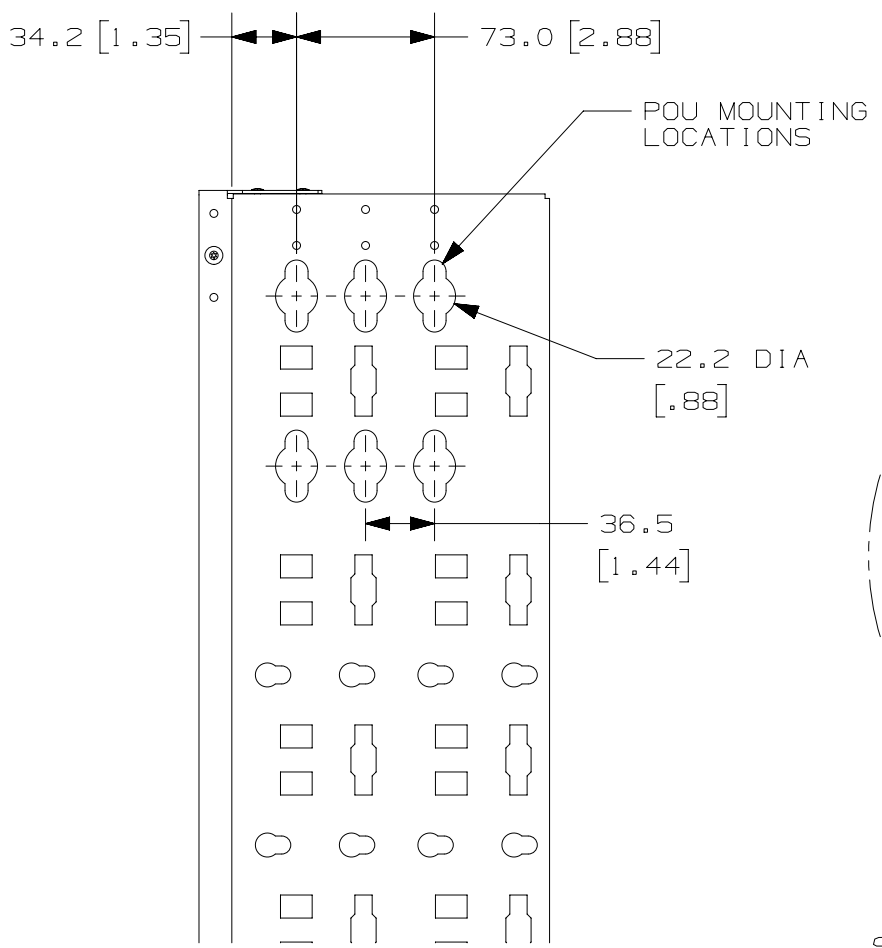 34.2 [1.35]
73.0 [2.88]
POU MOUNTING
LOCATIONS
22.2 DIA
[.88]
36.5
[1.44]